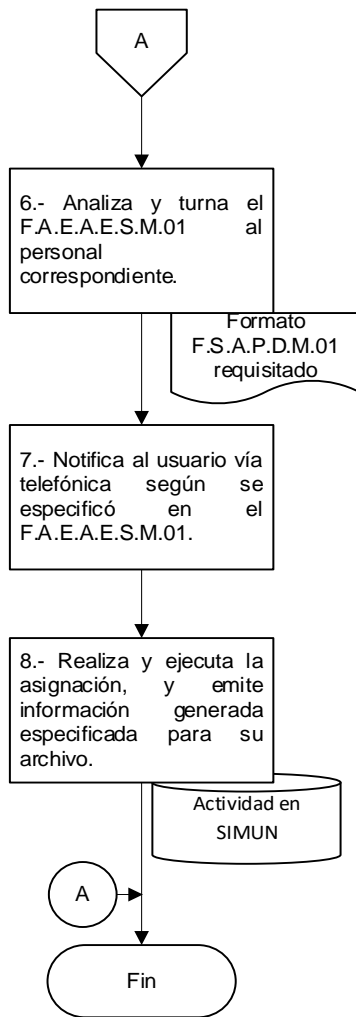 A
6.- Analiza y turna el
F.A.E.A.E.S.M.01 al
personal
correspondiente.
Formato
F.S.A.P.D.M.01
requisitado
7.- Notifica al usuario vía
telefónica según se
especificó en el
F.A.E.A.E.S.M.01.
8.- Realiza y ejecuta la
asignación, y emite
información generada
especificada para su
archivo.
Actividad en
SIMUN
A
Fin